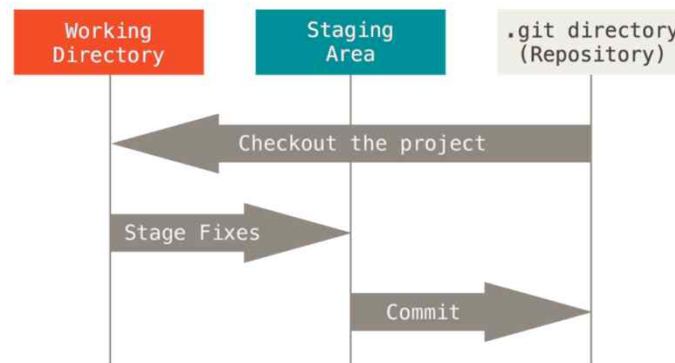 Working
Directory
Staging
Area
.git directory
(Repository)
Checkout the project
Stage Fixes
Commit